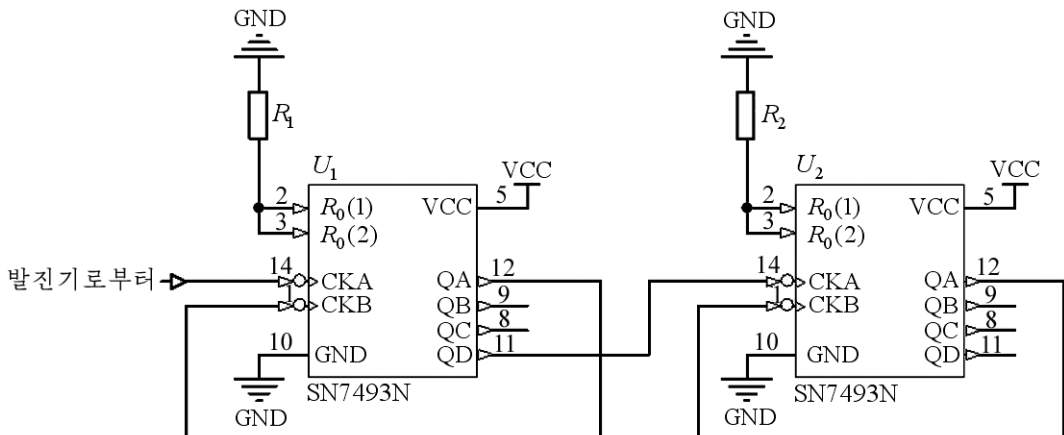 GND
GND
R1
R2
U1
VCC
U2
VCC
2 R0(1) VCC 5
3 R0(2)
2 R0(1) VCC 5
3 R0(2)
발진기로부터
14 CKA QA 12
1 CKB QB 9
QC 8
10 GND QD 11
14 CKA QA 12
1 CKB QB 9
QC 8
10 GND QD 11
SN7493N
GND
SN7493N
GND